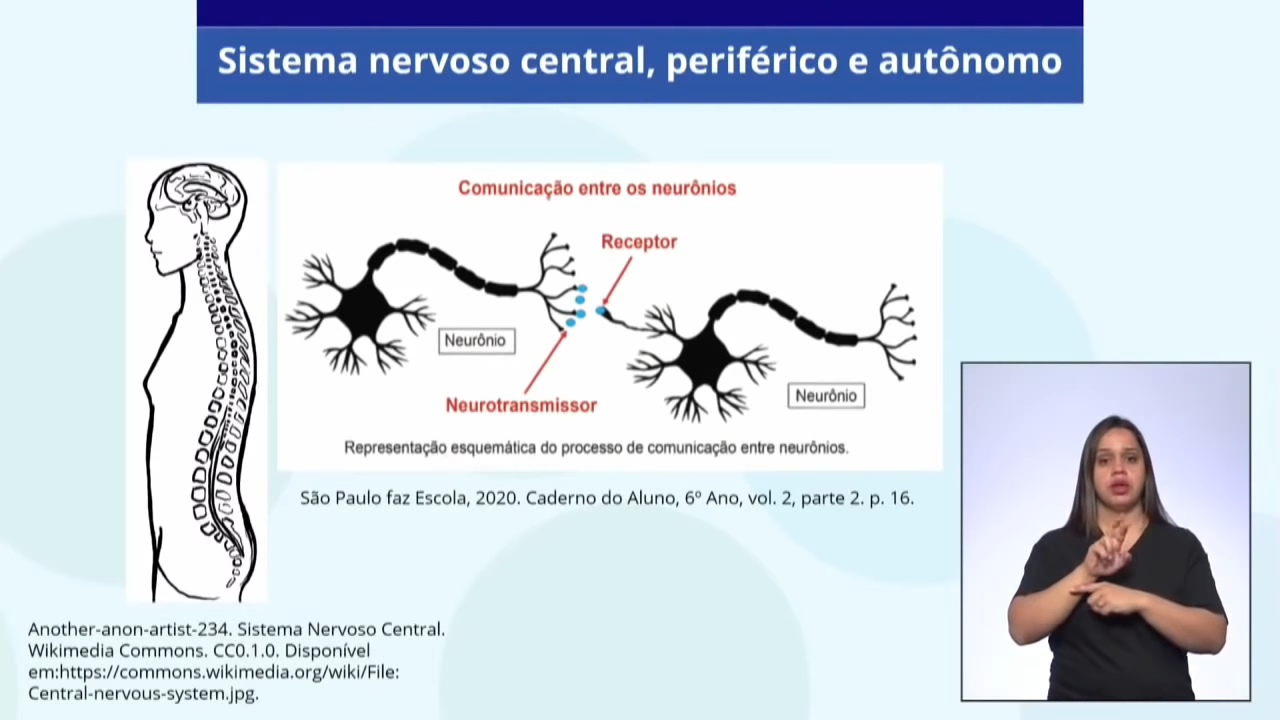 Sistema nervoso central, periférico e autônomo
Comunicação entre os neurônios
Receptor
Neurônio
Neurotransmissor
Neurônio
Representação esquemática do processo de comunicação entre neurônios.
São Paulo faz Escola, 2020. Caderno do Aluno, 6º Ano, vol. 2, parte 2. p. 16.
Another-anon-artist-234. Sistema Nervoso Central.
Wikimedia Commons. CC0.1.0. Disponível
em:https://commons.wikimedia.org/wiki/File:
Central-nervous-system.jpg.